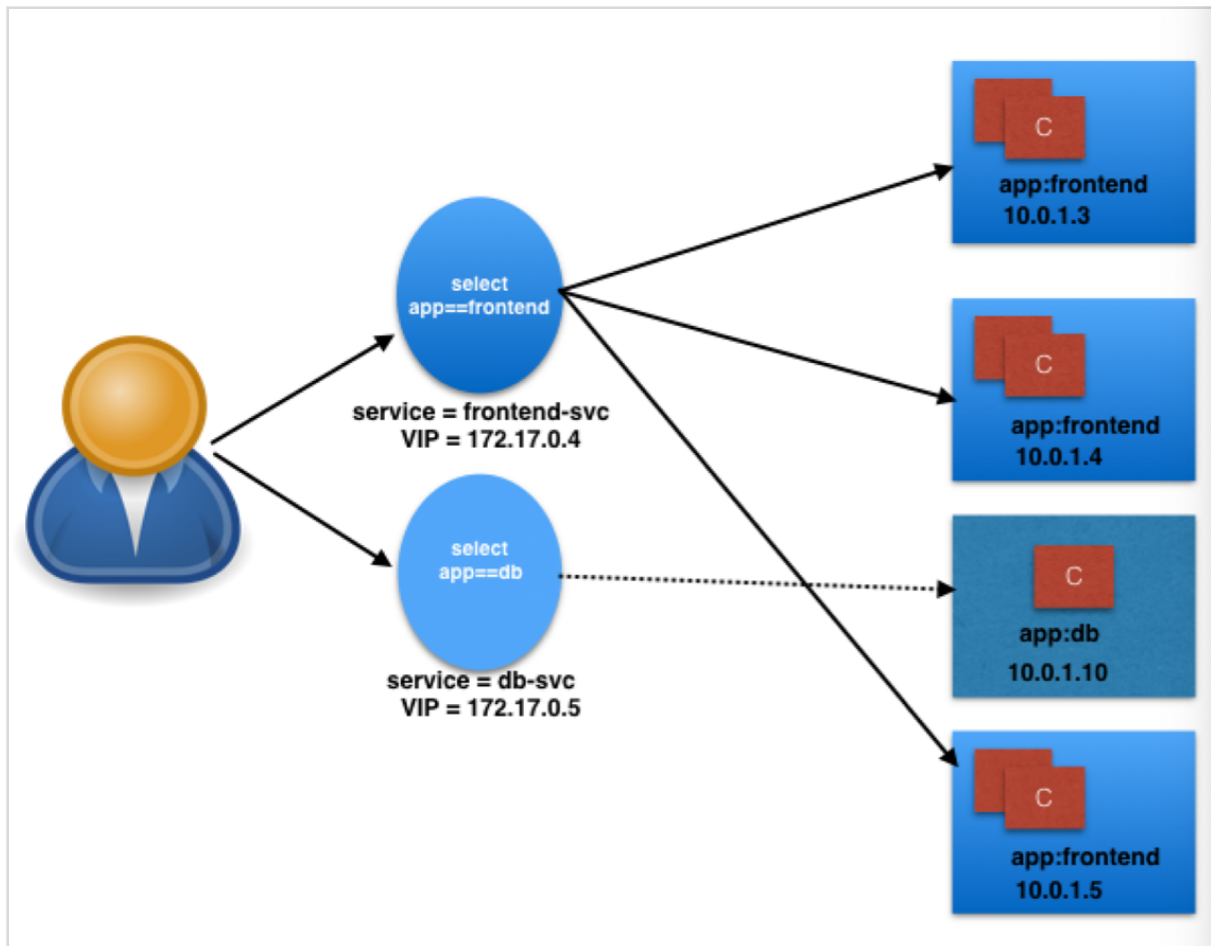 select
app==frontend
service = frontend-svc
VIP = 172.17.0.4
select
app==db
service = db-svc
VIP = 172.17.0.5
C
app:frontend
10.0.1.3
C
app:frontend
10.0.1.4
C
app:db
10.0.1.10
C
app:frontend
10.0.1.5